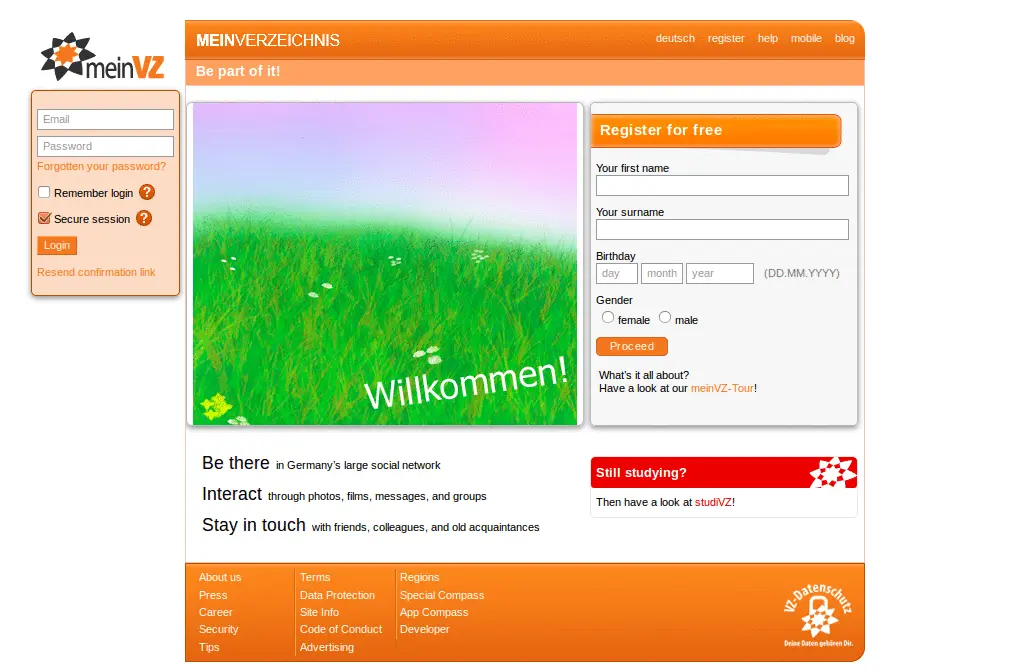 meinVZ
MEINVERZEICHNIS
deutsch register help mobile blog
Be part of it!
Email
Password
Forgotten your password?
Remember login ?
Secure session ?
Login
Resend confirmation link
Willkommen!
Register for free
Your first name
Your surname
Birthday
day month year (DD.MM.YYYY)
Gender
female male
Proceed
What's it all about?
Have a look at our meinVZ-Tour!
Be there in Germany's large social network
Interact through photos, films, messages, and groups
Stay in touch with friends, colleagues, and old acquaintances
Still studying?
Then have a look at studiVZ!
About us
Press
Career
Security
Tips
Terms
Data Protection
Site Info
Code of Conduct
Advertising
Regions
Special Compass
App Compass
Developer
VZ-Datenschutz
Deine Daten gehören Dir.